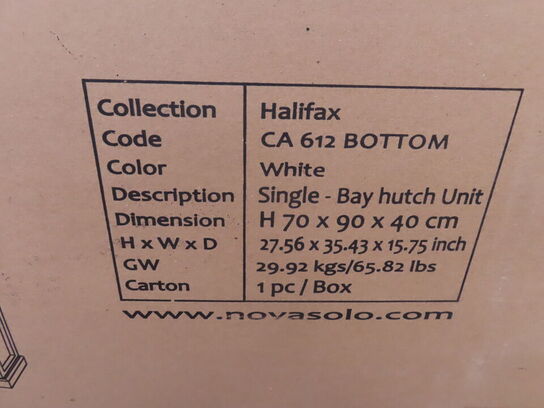 Collection Halifax
Code CA 612 BOTTOM
Color White
Description Single - Bay hutch Unit
Dimension H 70 x 90 x 40 cm
H x W x D 27.56 x 35.43 x 15.75 inch
GW 29.92 kgs/65.82 lbs
Carton 1 pc / Box
www.novasolo.com